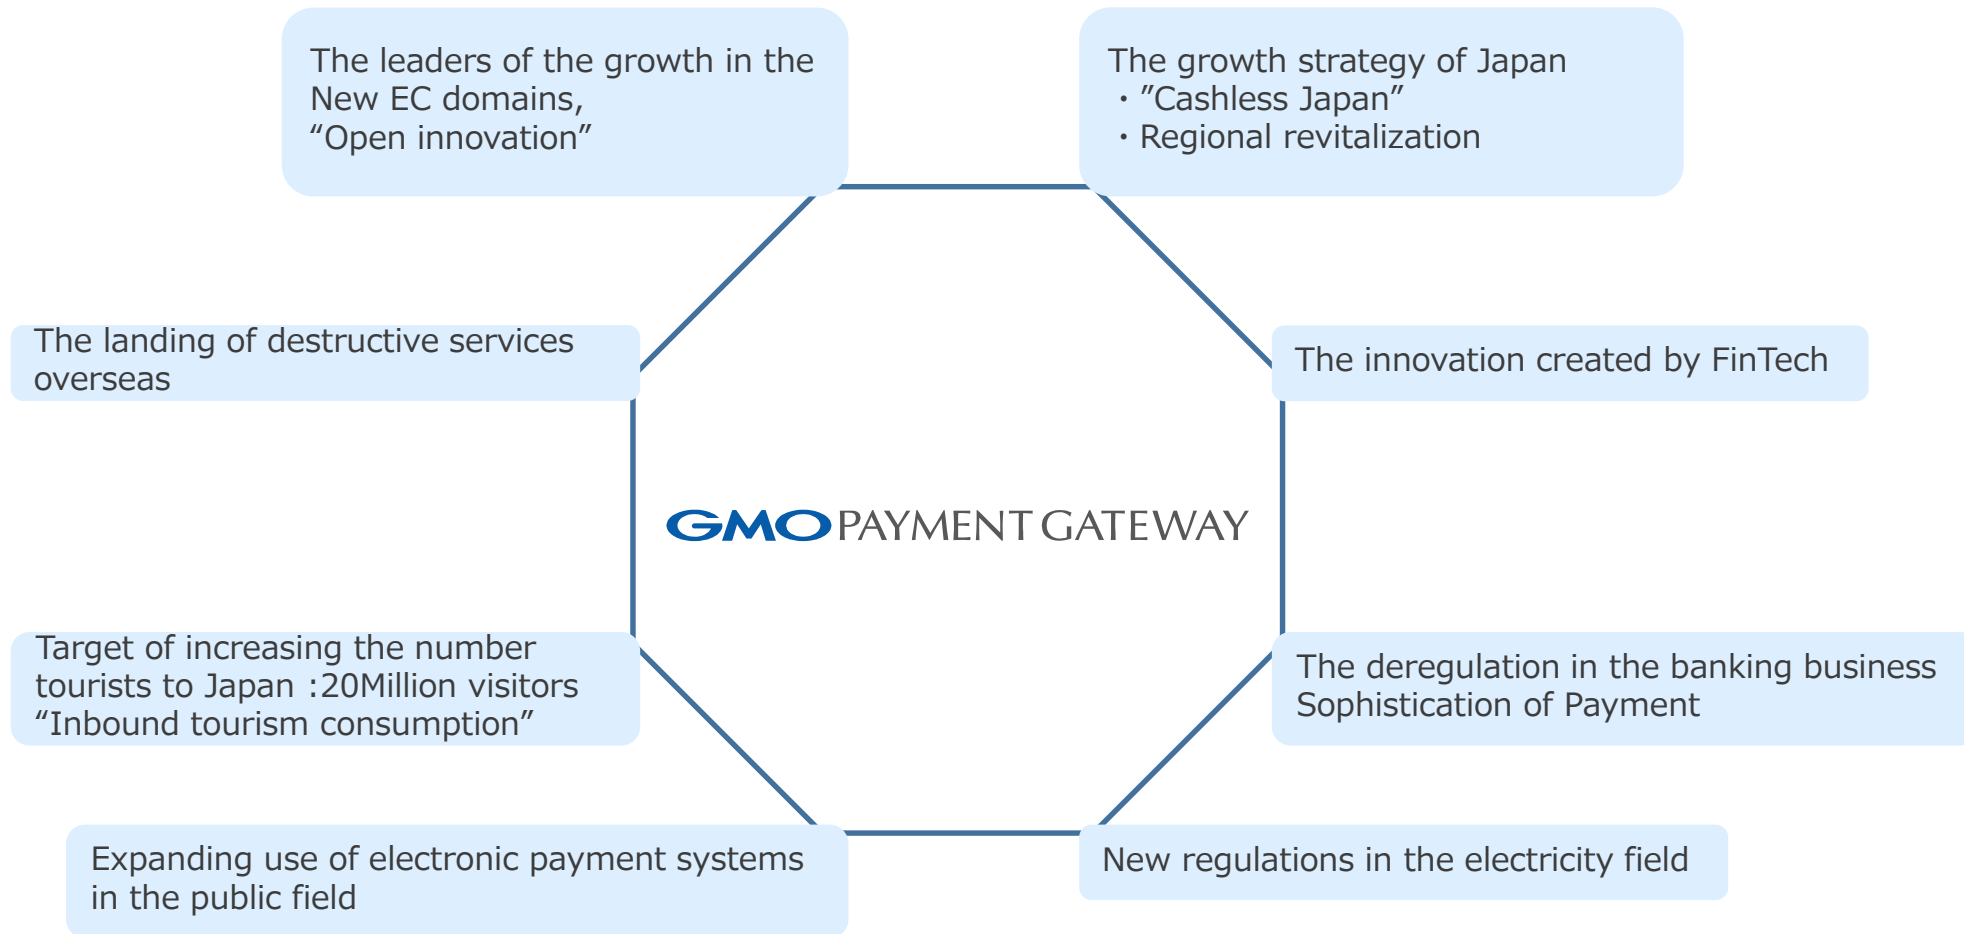 The leaders of the growth in the
New EC domains,
“Open innovation”
The growth strategy of Japan
・”Cashless Japan”
・Regional revitalization
The landing of destructive services
overseas
The innovation created by FinTech
GMO PAYMENT GATEWAY
Target of increasing the number
tourists to Japan :20Million visitors
“Inbound tourism consumption”
The deregulation in the banking business
Sophistication of Payment
Expanding use of electronic payment systems
in the public field
New regulations in the electricity field